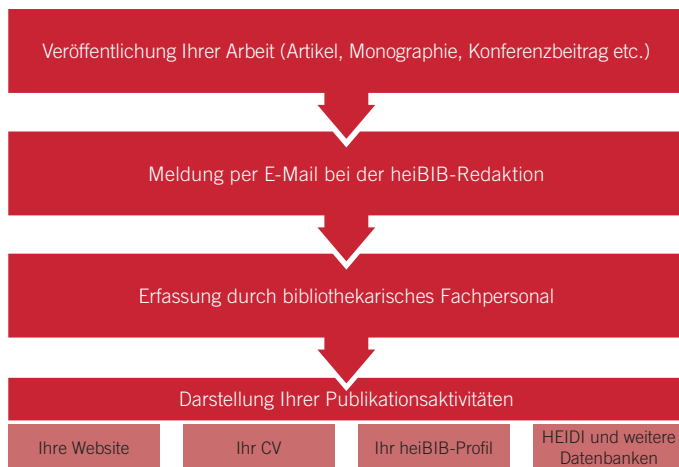 Veröffentlichung Ihrer Arbeit (Artikel, Monographie, Konferenzbeitrag etc.)
Meldung per E-Mail bei der heiBIB-Redaktion
Erfassung durch bibliothekarisches Fachpersonal
Darstellung Ihrer Publikationsaktivitäten
Ihre Website
Ihr CV
Ihr heiBIB-Profil
HEIDI und weitere
Datenbanken